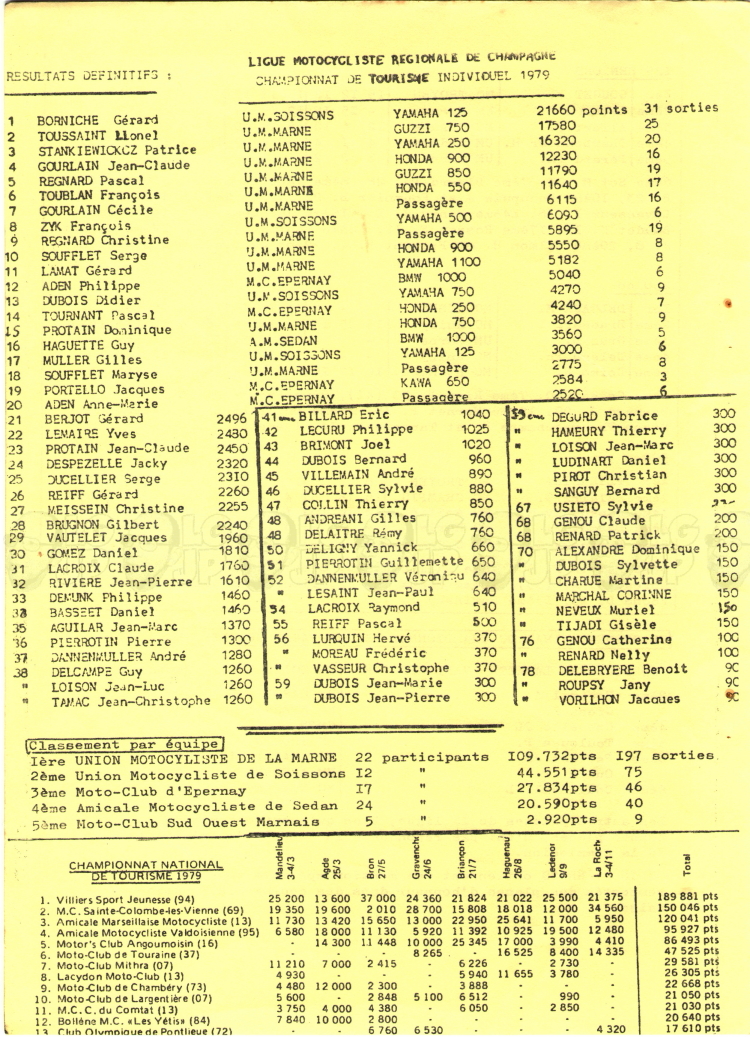 LIGUE MOTOCYCLISTE REGIONALE DE CHAMPAGNE
RESULTATS DEFINITIFS : CHAMPIONNAT DE TOURISME INDIVIDUEL 1979
1 BORNICHE Gérard U.M.SOISSONS YAMAHA 125 21660 points 31 sorties
2 TOUSSAINT Lionel U.M.MARNE GUZZI 750 17580 25
3 STANKIEWICKCZ Patrice U.M.MARNE YAMAHA 250 16320 20
4 GOURLAIN Jean-Claude U.M.MARNE HONDA 900 12230 16
5 REGNARD Pascal U.M.MARNE GUZZI 850 11790 19
6 TOUBLAN François U.M.MARNE HONDA 550 11640 17
7 GOURLAIN Cécile U.M.MARNE Passagère 6115 16
8 ZYK François U.M.SOISSONS YAMAHA 500 6090 6
9 REGNARD Christine U.M.MARNE Passagère 5895 19
10 SOUFFLET Serge U.M.MARNE HONDA 900 5550 8
11 LAMAT Gérard U.M.MARNE YAMAHA 1100 5182 8
12 ADEN Philippe M.C.EPERNAY BMW 1000 5040 6
13 DUBOIS Didier U.M.SOISSONS YAMAHA 750 4270 9
14 TOURNANT Pascal M.C.EPERNAY HONDA 250 4240 7
15 PROTAIN Dominique U.M.MARNE HONDA 750 3820 9
16 HAGUETTE Guy A.M.SEDAN BMW 1000 3560 5
17 MULLER Gilles U.M.SOISSONS YAMAHA 125 3000 6
18 SOUFFLET Maryse U.M.MARNE Passagère 2775 8
19 PORTELLO Jacques M.C.EPERNAY KAWA 650 2584 3
20 ADEN Anne-Marie M.C.EPERNAY Passagère 2520 6
21 BERJOT Gérard 2496
22 LEMAIRE Yves 2480
23 PROTAIN Jean-Claude 2450
24 DESPEZELLE Jacky 2320
25 DUCELLIER Serge 2310
26 REIFF Gérard 2260
27 MEISSEIN Christine 2255
28 BRUGNON Gilbert 2240
29 VAUTELET Jacques 1960
30 GOMEZ Daniel 1810
31 LACROIX Claude 1760
32 RIVIERE Jean-Pierre 1610
33 DEMUNK Philippe 1460
33 BASSEET Daniel 1460
35 AGUILAR Jean-Marc 1370
36 PIERROTIN Pierre 1300
37 DANNENMULLER André 1280
38 DELCAMPE Guy 1260
" LOISON Jean-Luc 1260
" TAMAC Jean-Christophe 1260
41ème BILLARD Eric 1040
42 LECURU Philippe 1025
43 BRIMONT Joel 1020
44 DUBOIS Bernard 960
45 VILLEMAIN André 890
46 DUCELLIER Sylvie 880
47 COLLIN Thierry 850
48 ANDREANI Gilles 760
48 DELAITRE Rémy 760
50 DELIGNY Yannick 660
51 PIERROTIN Guillemette 650
52 DANNENMULLER Véroniqu 640
" LESAINT Jean-Paul 640
54 LACROIX Raymond 510
55 REIFF Pascal 500
56 LURQUIN Hervé 370
" MOREAU Frédéric 370
" VASSEUR Christophe 370
59 DUBOIS Jean-Marie 300
" DUBOIS Jean-Pierre 300
59ème DEGURD Fabrice 300
" HAMEURY Thierry 300
" LOISON Jean-Marc 300
" LUDINART Daniel 300
" PIROT Christian 300
" SANGUY Bernard 300
67 USIETO Sylvie
68 GENOU Claude 200
68 RENARD Patrick 200
70 ALEXANDRE Dominique 150
" DUBOIS Sylvette 150
" CHARUE Martine 150
" MARCHAL CORINNE 150
" NEVEUX Muriel 150
" TIJADI Gisèle 150
76 GENOU Catherine 100
" RENARD Nelly 100
78 DELEBRYERE Benoit 90
" ROUPSY Jany 90
" VORILHON Jacques 90
Classement par équipe
Ière UNION MOTOCYLISTE DE LA MARNE 22 participants I09.732pts I97 sorties
2ème Union Motocycliste de Soissons I2 " 44.551pts 75
3ème Moto-Club d'Epernay I7 " 27.834pts 46
4ème Amicale Motocycliste de Sedan 24 " 20.590pts 40
5ème Moto-Club Sud Ouest Marnais 5 " 2.920pts 9
CHAMPIONNAT NATIONAL DE TOURISME 1979
Mandelieu 3-4/3 Agde 25/3 Bron 27/5 Gravenchon 24/6 Briançon 21/7 Haguenau 26/8 Ledenon 9/9 La Roch 3-4/11 Total
1. Villiers Sport Jeunesse (94) 25 200 13 600 37 000 24 360 21 824 21 022 25 500 21 375 189 881 pts
2. M.C. Sainte-Colombe-les-Vienne (69) 19 350 19 600 2 010 28 700 15 808 18 018 12 000 34 560 150 046 pts
3. Amicale Marseillaise Motocycliste (13) 11 730 13 420 15 650 13 000 22 950 25 641 11 700 5 950 120 041 pts
4. Amicale Motocycliste Valdoisienne (95) 6 580 18 000 11 130 5 920 11 392 10 925 19 500 12 480 95 927 pts
5. Motor's Club Angoumoisin (16) - 14 300 11 448 10 000 25 345 17 000 3 990 4 410 86 493 pts
6. Moto-Club de Touraine (37) - - - 8 265 - 16 525 8 400 14 335 47 525 pts
7. Moto-Club Mithra (07) 11 210 7 000 2 415 - 6 226 - 2 730 - 29 581 pts
8. Lacydon Moto-Club (13) 4 930 - - - 5 940 11 655 3 780 - 26 305 pts
9. Moto-Club de Chambéry (73) 4 480 12 000 2 300 - 3 888 - - - 22 668 pts
10. Moto-Club de Largentière (07) 5 600 - 2 848 5 100 6 512 - 990 - 21 050 pts
11. M.C.C. du Comtat (13) 3 750 4 000 4 380 - 6 050 - 2 850 - 21 030 pts
12. Bollène M.C. «Les Yétis» (84) 7 840 10 000 2 800 - - - - - 20 640 pts
13. Club Olympique de Pontlieue (72) - - 6 760 6 530 - - - 4 320 17 610 pts